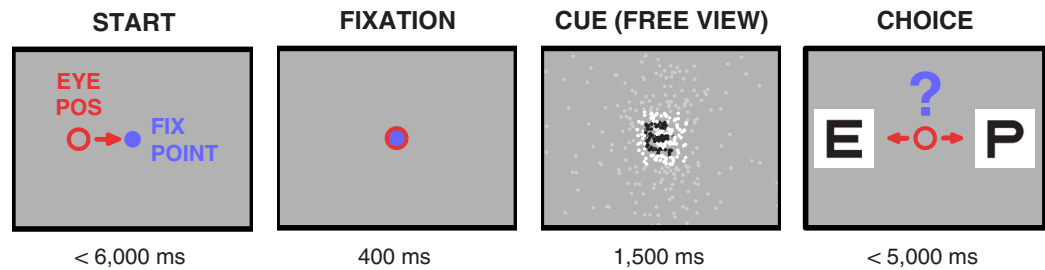 START
FIXATION
CUE (FREE VIEW)
CHOICE
EYE
POS
FIX
POINT
E
?
E
P
< 6,000 ms
400 ms
1,500 ms
< 5,000 ms